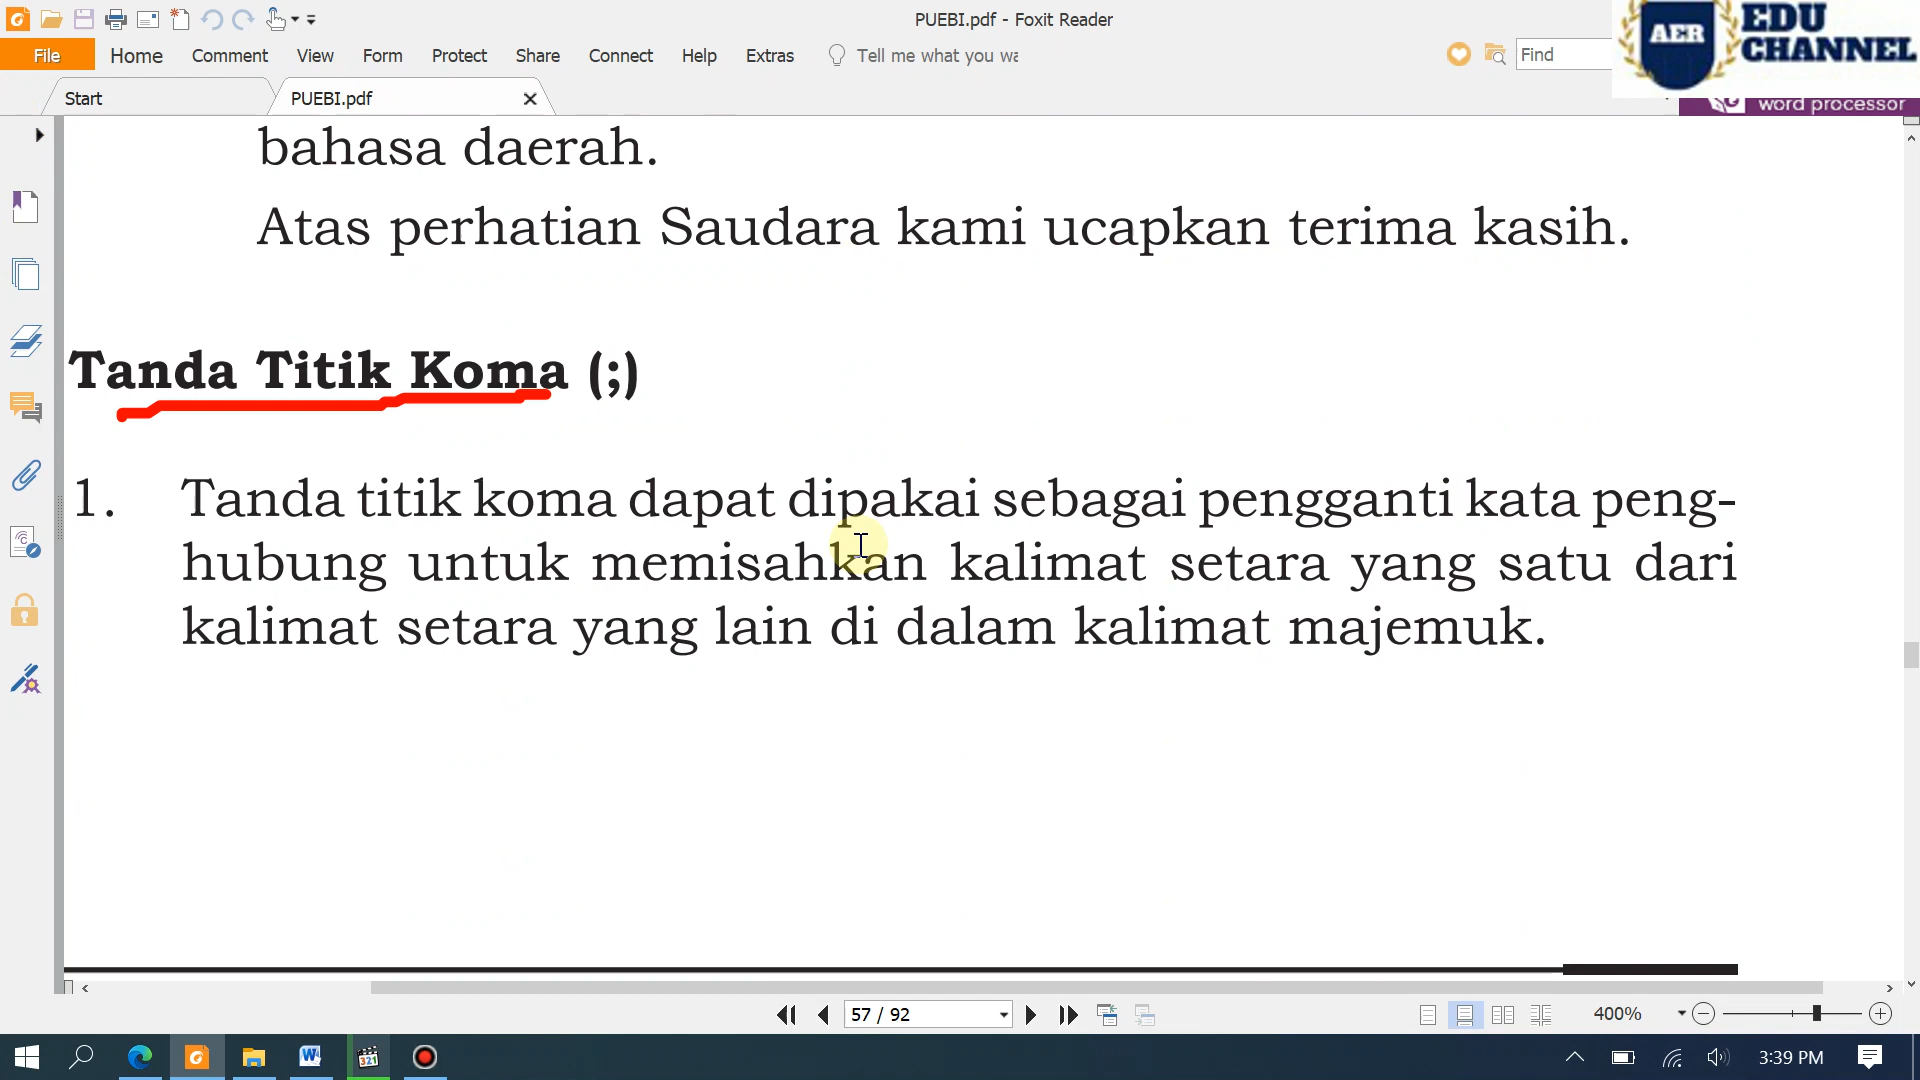 PUEBI.pdf - Foxit Reader
File Home Comment View Form Protect Share Connect Help Extras Tell me what you wa Find
AER EDU CHANNEL
word processor
Start PUEBI.pdf
bahasa daerah.
Atas perhatian Saudara kami ucapkan terima kasih.
Tanda Titik Koma (;)
1. Tanda titik koma dapat dipakai sebagai pengganti kata peng-
hubung untuk memisahkan kalimat setara yang satu dari
kalimat setara yang lain di dalam kalimat majemuk.
57 / 92 400%
321 3:39 PM